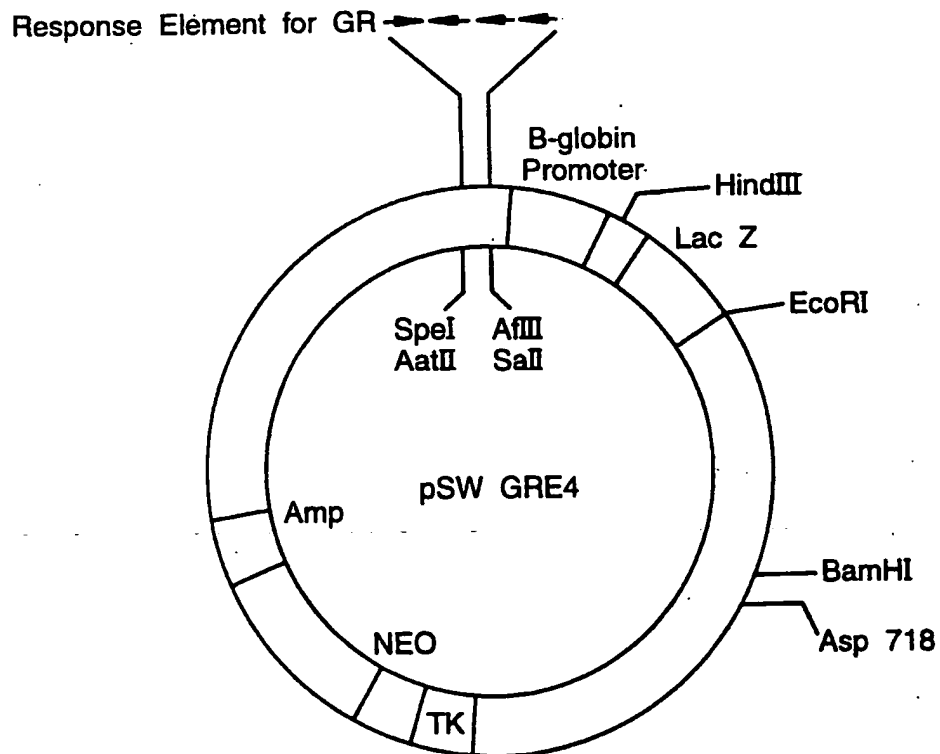 Response Element for GR
B-globin
Promoter
HindIII
Lac Z
EcoRI
SpeI AflII
AatII SalI
pSW GRE4
Amp
BamHI
Asp 718
NEO
TK